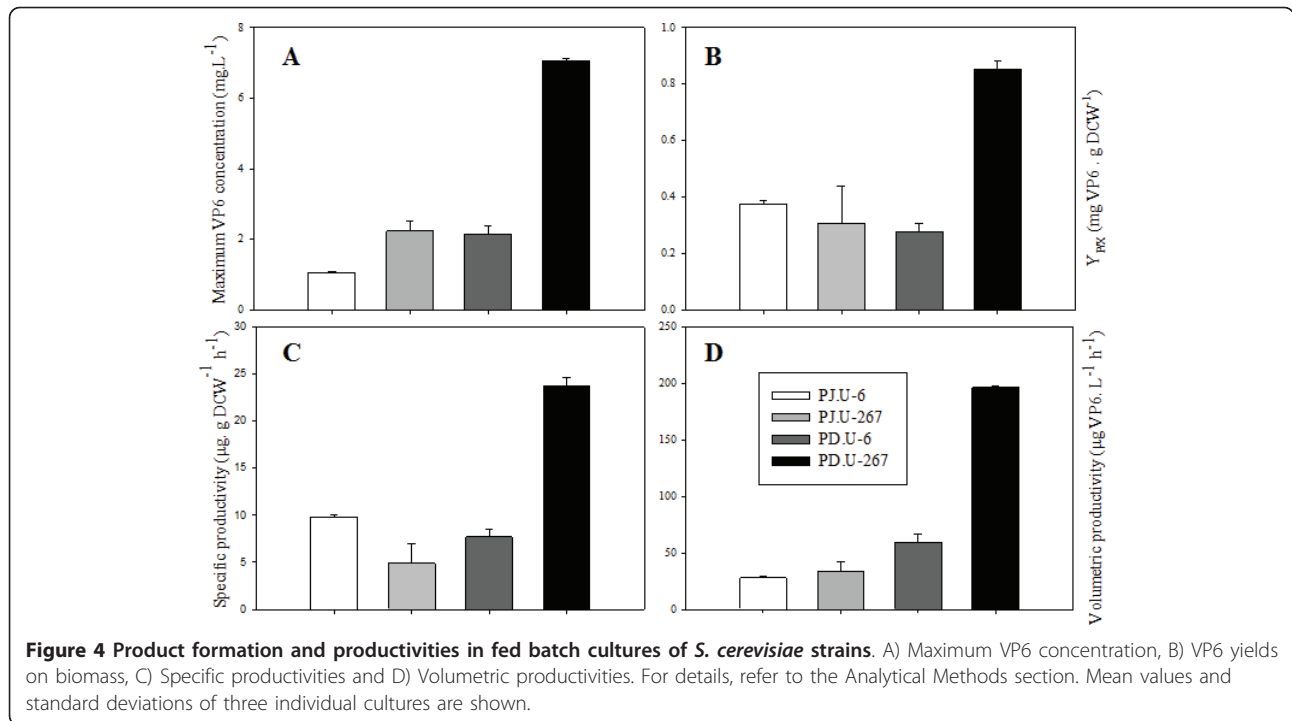 A
Maximum VP6 concentration (mg.L⁻¹)
8
6
4
2
0
B
Y_P/X (mg VP6 . g DCW⁻¹)
1.0
0.8
0.6
0.4
0.2
0.0
C
Specific productivity (µg. g DCW⁻¹ h⁻¹)
30
25
20
15
10
5
0
D
Volumetric productivity (µg VP6. L⁻¹ h⁻¹)
250
200
150
100
50
0
PJ.U-6
PJ.U-267
PD.U-6
PD.U-267
Figure 4 Product formation and productivities in fed batch cultures of S. cerevisiae strains. A) Maximum VP6 concentration, B) VP6 yields
on biomass, C) Specific productivities and D) Volumetric productivities. For details, refer to the Analytical Methods section. Mean values and
standard deviations of three individual cultures are shown.